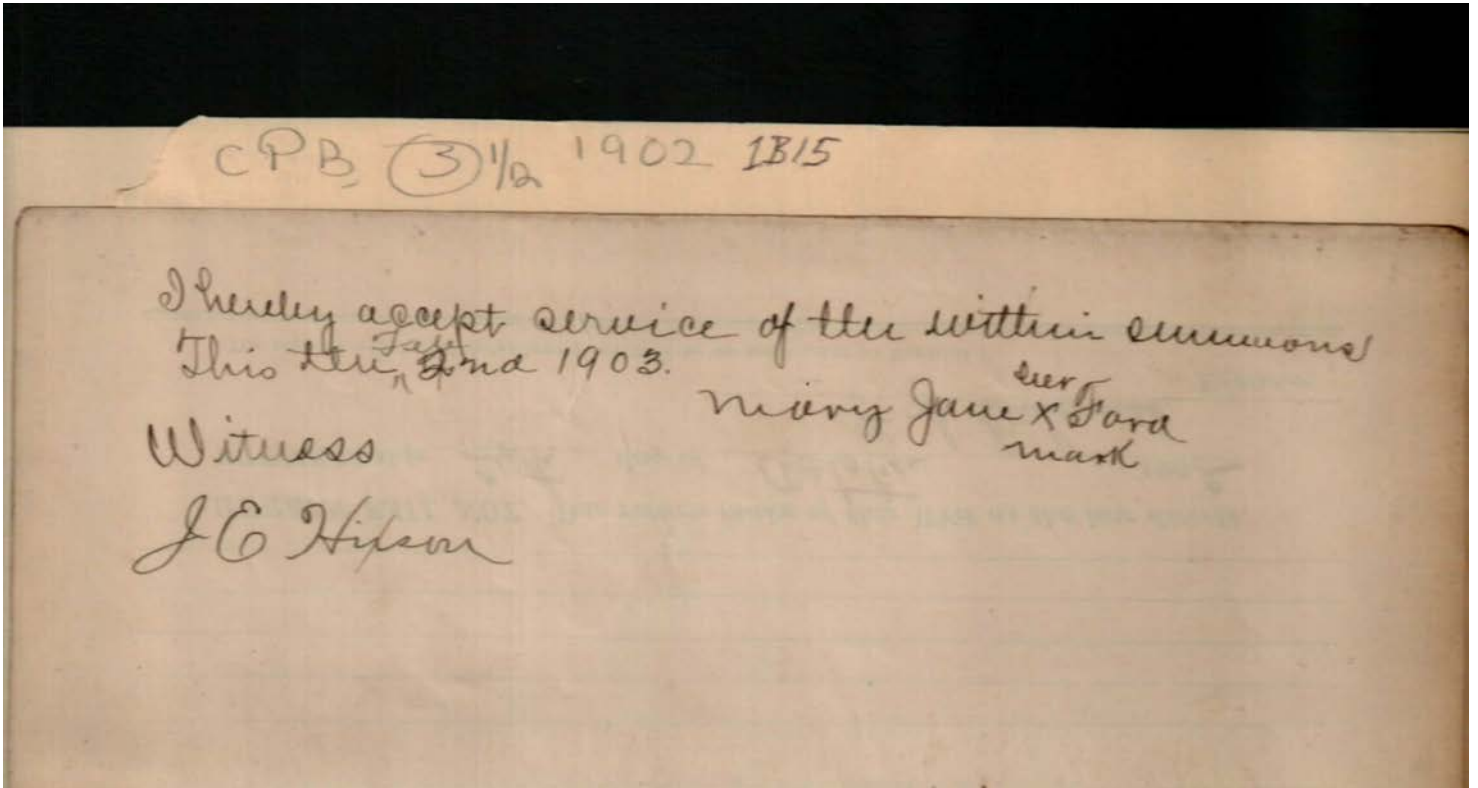 CPB ③ 1/2 1902 1B15
I hereby accept service of the within summons
This the 2nd 1903.
her
Mary Jane X Ford
mark
Witness
J E Hixson